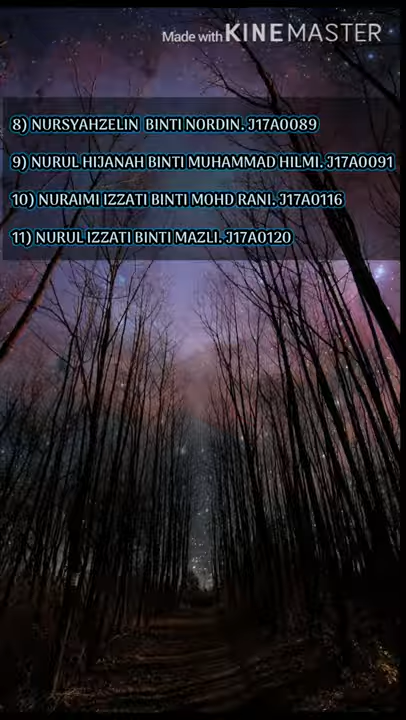 Made with KINEMASTER
8) NURSYAHZELIN BINTI NORDIN. J17A0089
9) NURUL HIJANAH BINTI MUHAMMAD HILMI. J17A0091
10) NURAIMI IZZATI BINTI MOHD RANI. J17A0116
11) NURUL IZZATI BINTI MAZLI. J17A0120